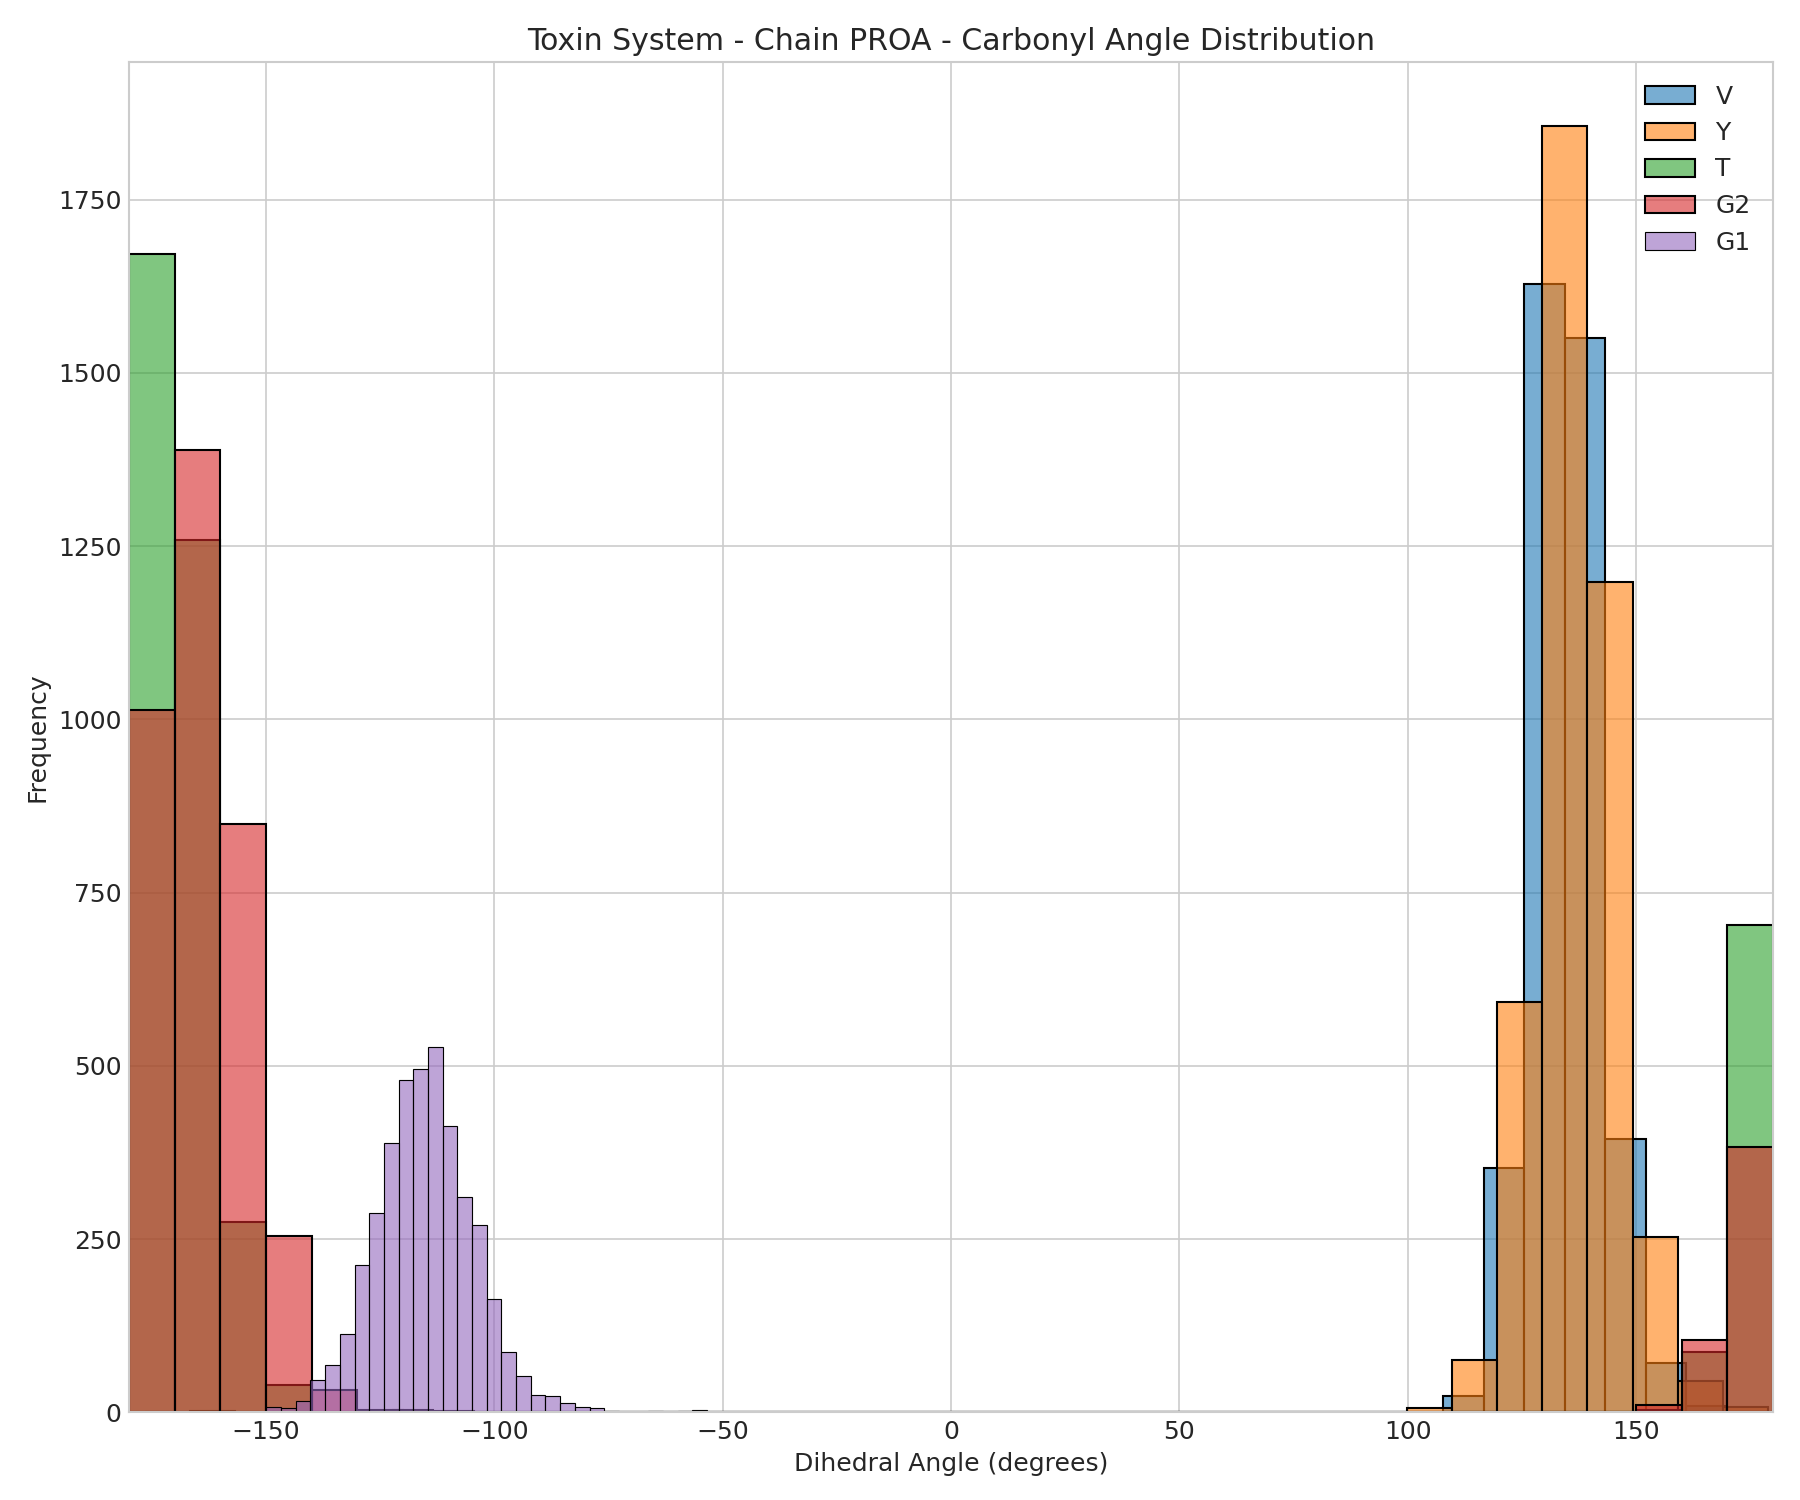 Toxin System - Chain PROA - Carbonyl Angle Distribution
V
Y
T
G2
G1
1750
1500
1250
1000
750
500
250
0
Frequency
−150
−100
−50
0
50
100
150
Dihedral Angle (degrees)